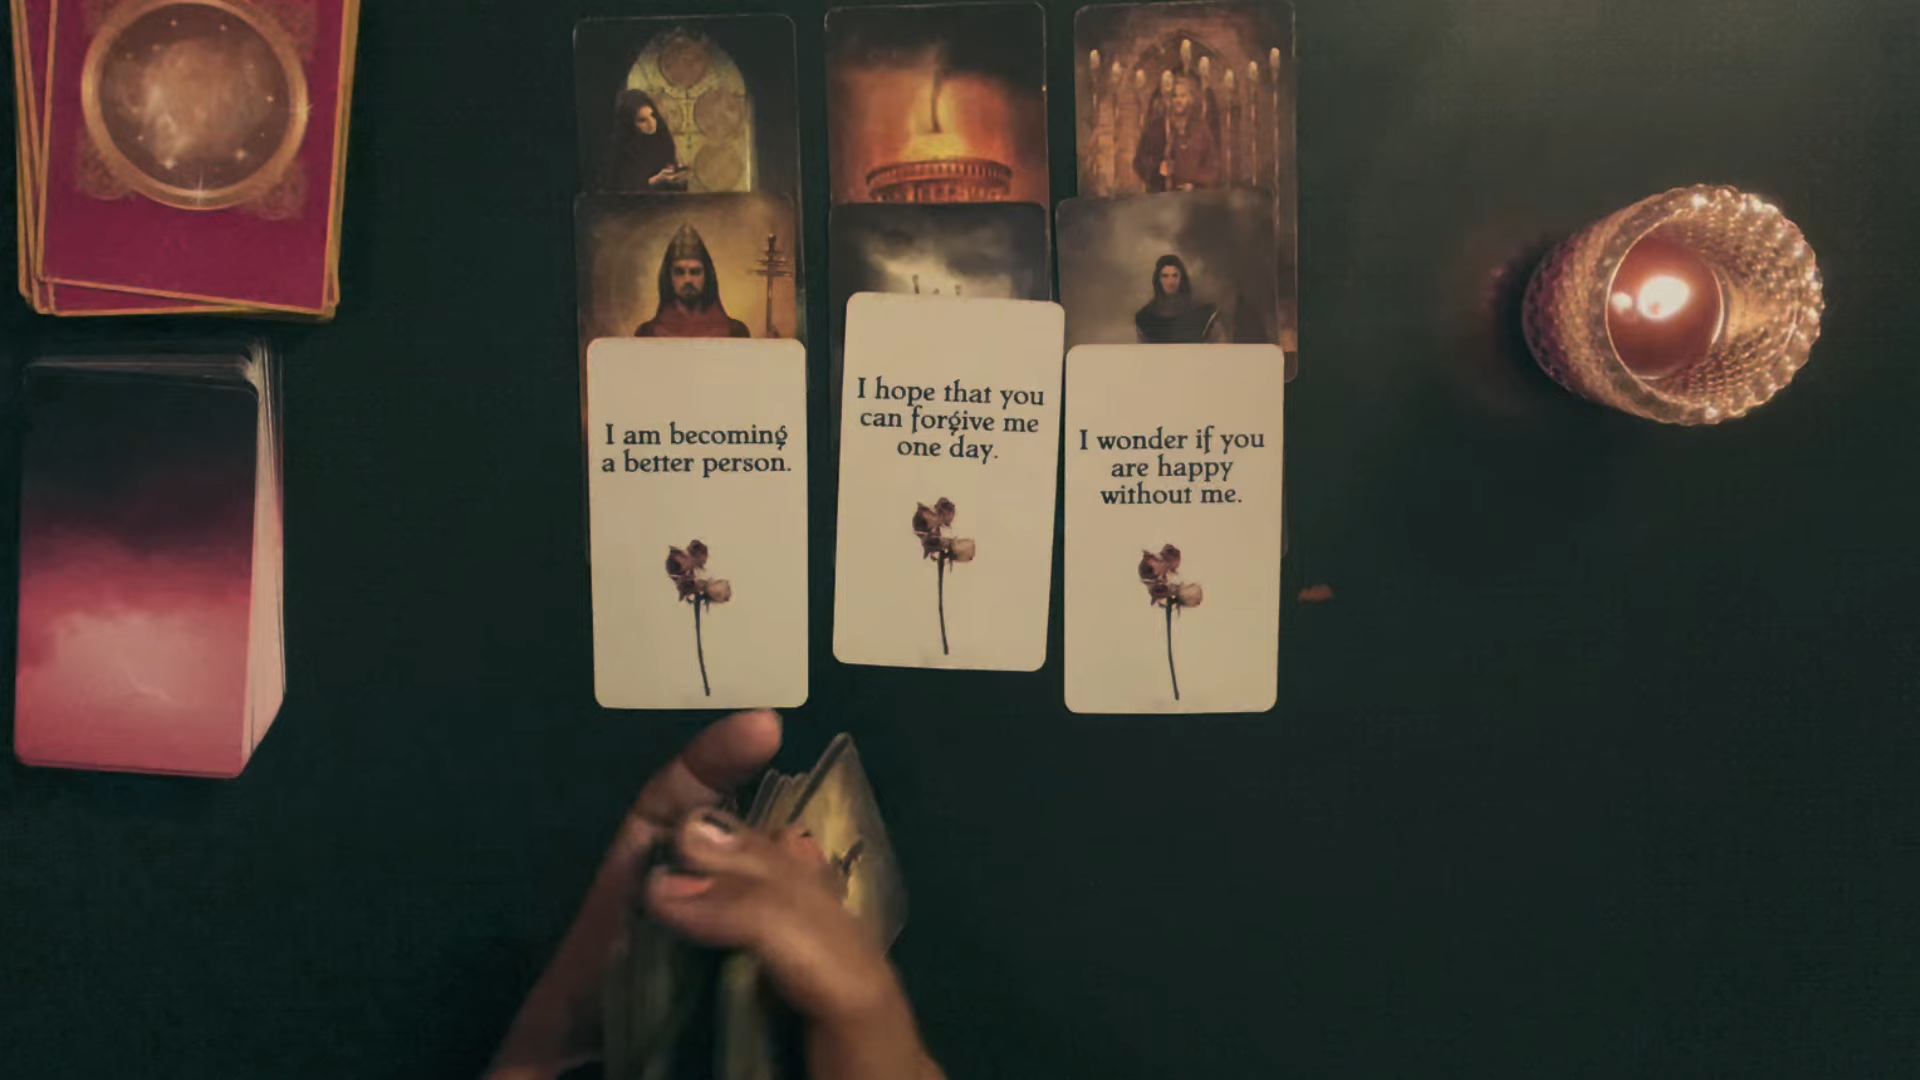 I am becoming
a better person.
I hope that you
can forgive me
one day.
I wonder if you
are happy
without me.